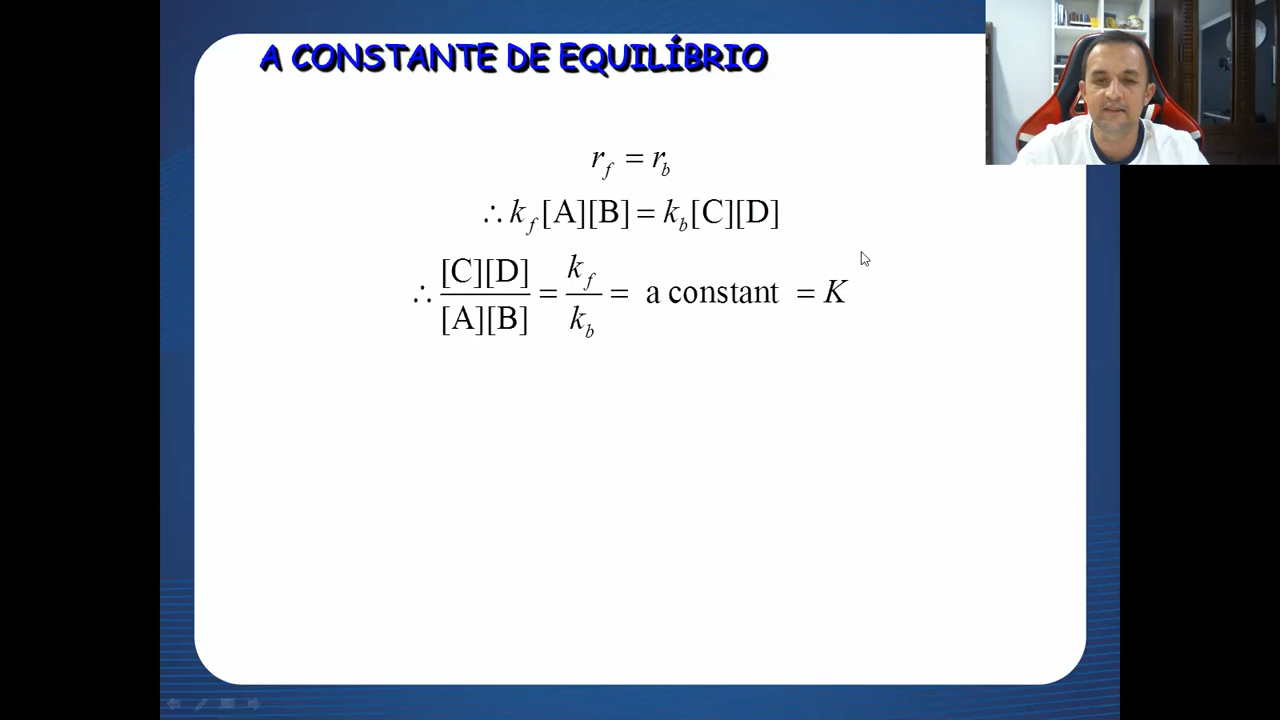 A CONSTANTE DE EQUILÍBRIO
r_f = r_b
∴ k_f[A][B] = k_b[C][D]
∴ [C][D]/[A][B] = k_f/k_b = a constant = K